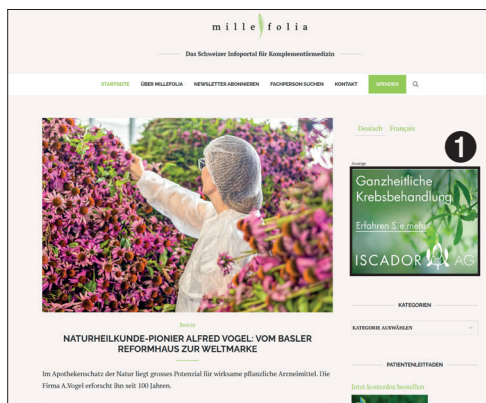 millefolia
Das Schweizer Infoportal für Komplementärmedizin
STARTSEITE ÜBER MILLEFOLIA NEWSLETTER ABONNIEREN FACHPERSON SUCHEN KONTAKT SPENDEN
Deutsch Français
1
Anzeige
Ganzheitliche
Krebsbehandlung
Erfahren Sie mehr
ISCADOR AG
KATEGORIEN
KATEGORIE AUSWÄHLEN
Bericht
NATURHEILKUNDE-PIONIER ALFRED VOGEL: VOM BASLER
REFORMHAUS ZUR WELTMARKE
Im Apothekenschatz der Natur liegt grosses Potenzial für wirksame pflanzliche Arzneimittel. Die
Firma A.Vogel erforscht ihn seit 100 Jahren.
PATIENTENLEITFADEN
Jetzt kostenlos bestellen